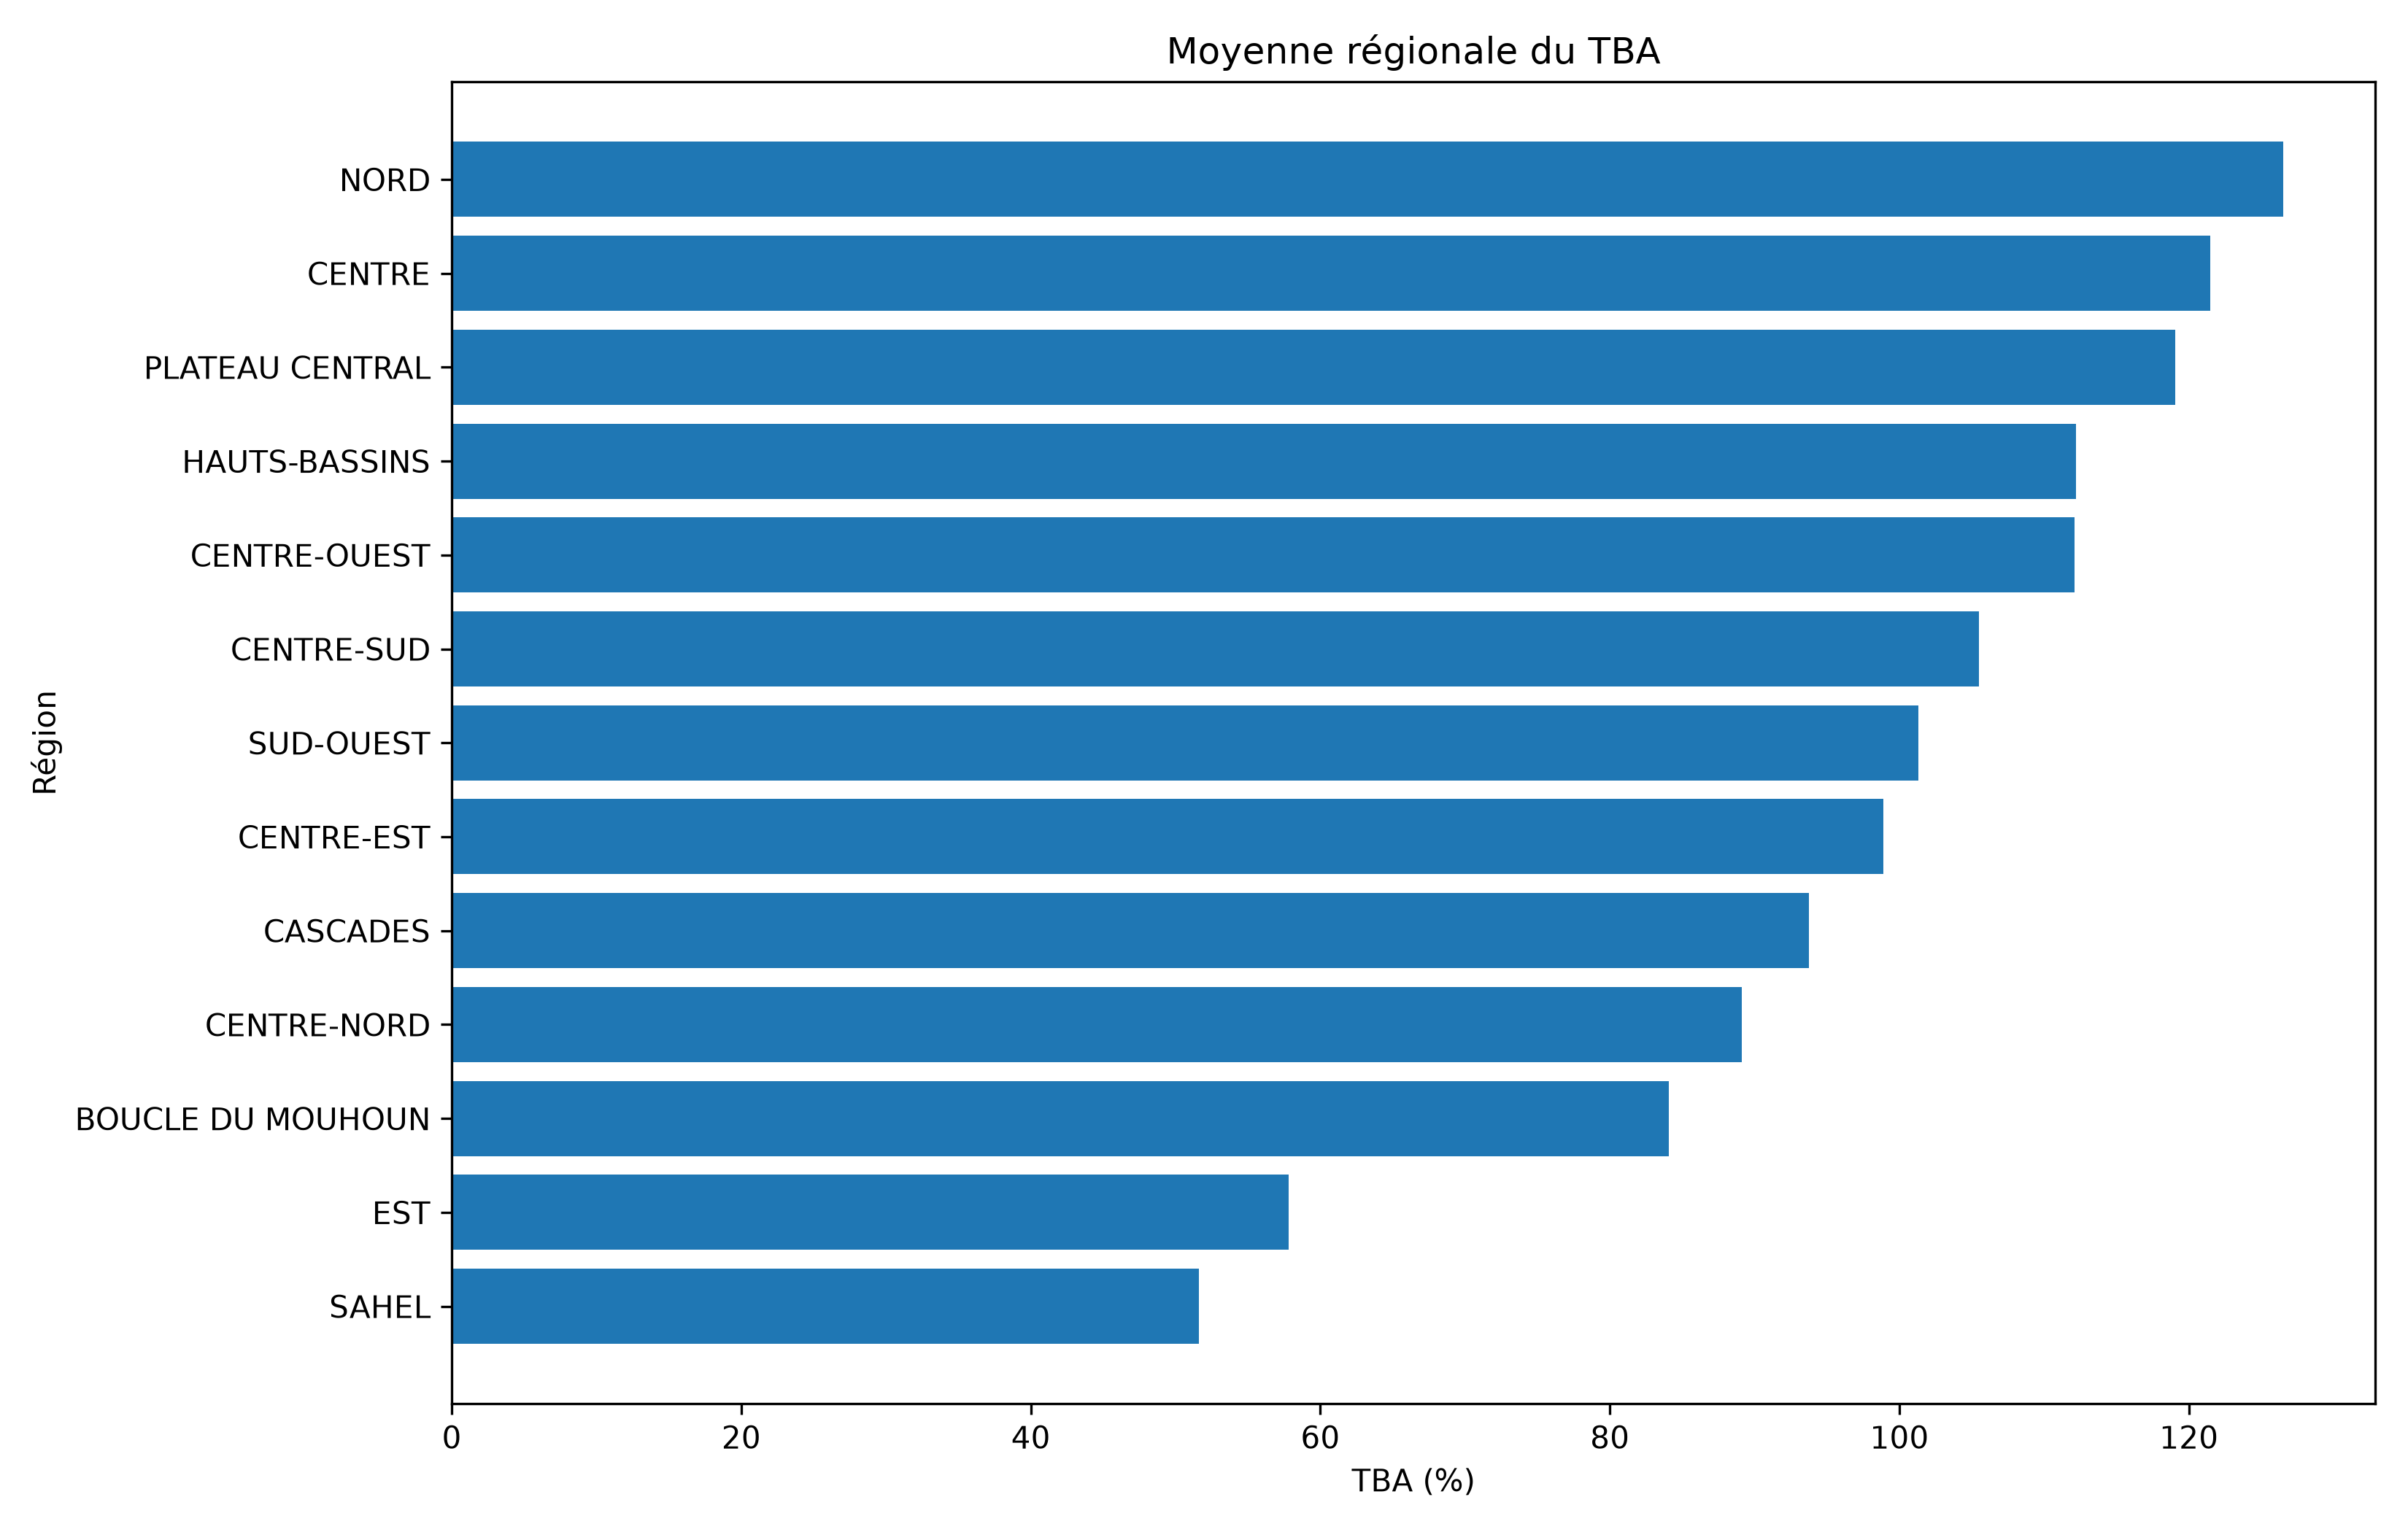 Moyenne régionale du TBA
NORD
CENTRE
PLATEAU CENTRAL
HAUTS-BASSINS
CENTRE-OUEST
CENTRE-SUD
SUD-OUEST
CENTRE-EST
CASCADES
CENTRE-NORD
BOUCLE DU MOUHOUN
EST
SAHEL
Région
0 20 40 60 80 100 120
TBA (%)